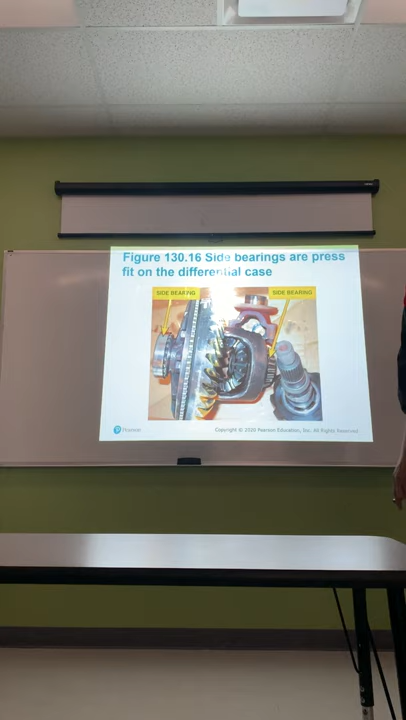 Figure 130.16 Side bearings are press
fit on the differential case
SIDE BEARING
SIDE BEARING
Pearson
Copyright © 2020 Pearson Education, Inc. All Rights Reserved